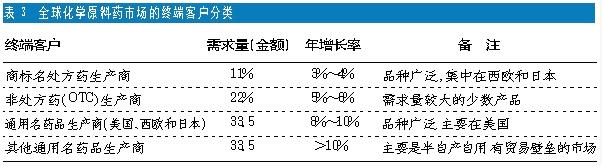 表 3 全球化学原料药市场的终端客户分类
终端客户 需求量(金额) 年增长率 备 注
商标名处方药生产商 11% 3%~4% 品种广泛,集中在西欧和日本
非处方药(OTC)生产商 22% 5%~6% 需求量较大的少数产品
通用名药品生产商(美国、西欧和日本) 33.5 8%~10% 品种广泛 主要在美国
其他通用名药品生产商 33.5 >10% 主要是半自产自用 有贸易壁垒的市场